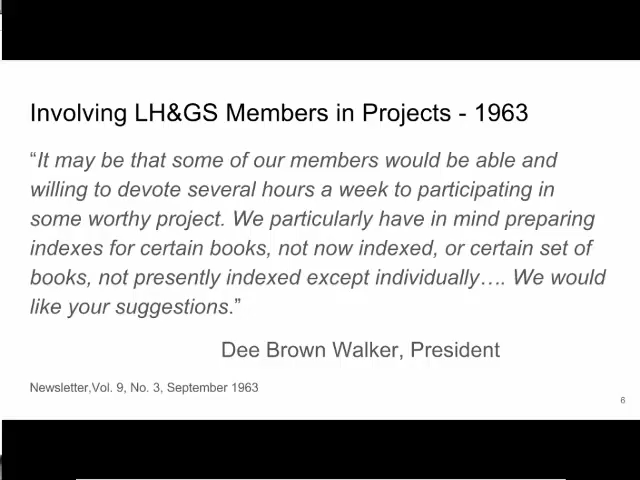 Involving LH&GS Members in Projects - 1963
“It may be that some of our members would be able and
willing to devote several hours a week to participating in
some worthy project. We particularly have in mind preparing
indexes for certain books, not now indexed, or certain set of
books, not presently indexed except individually…. We would
like your suggestions.”
Dee Brown Walker, President
Newsletter,Vol. 9, No. 3, September 1963
6